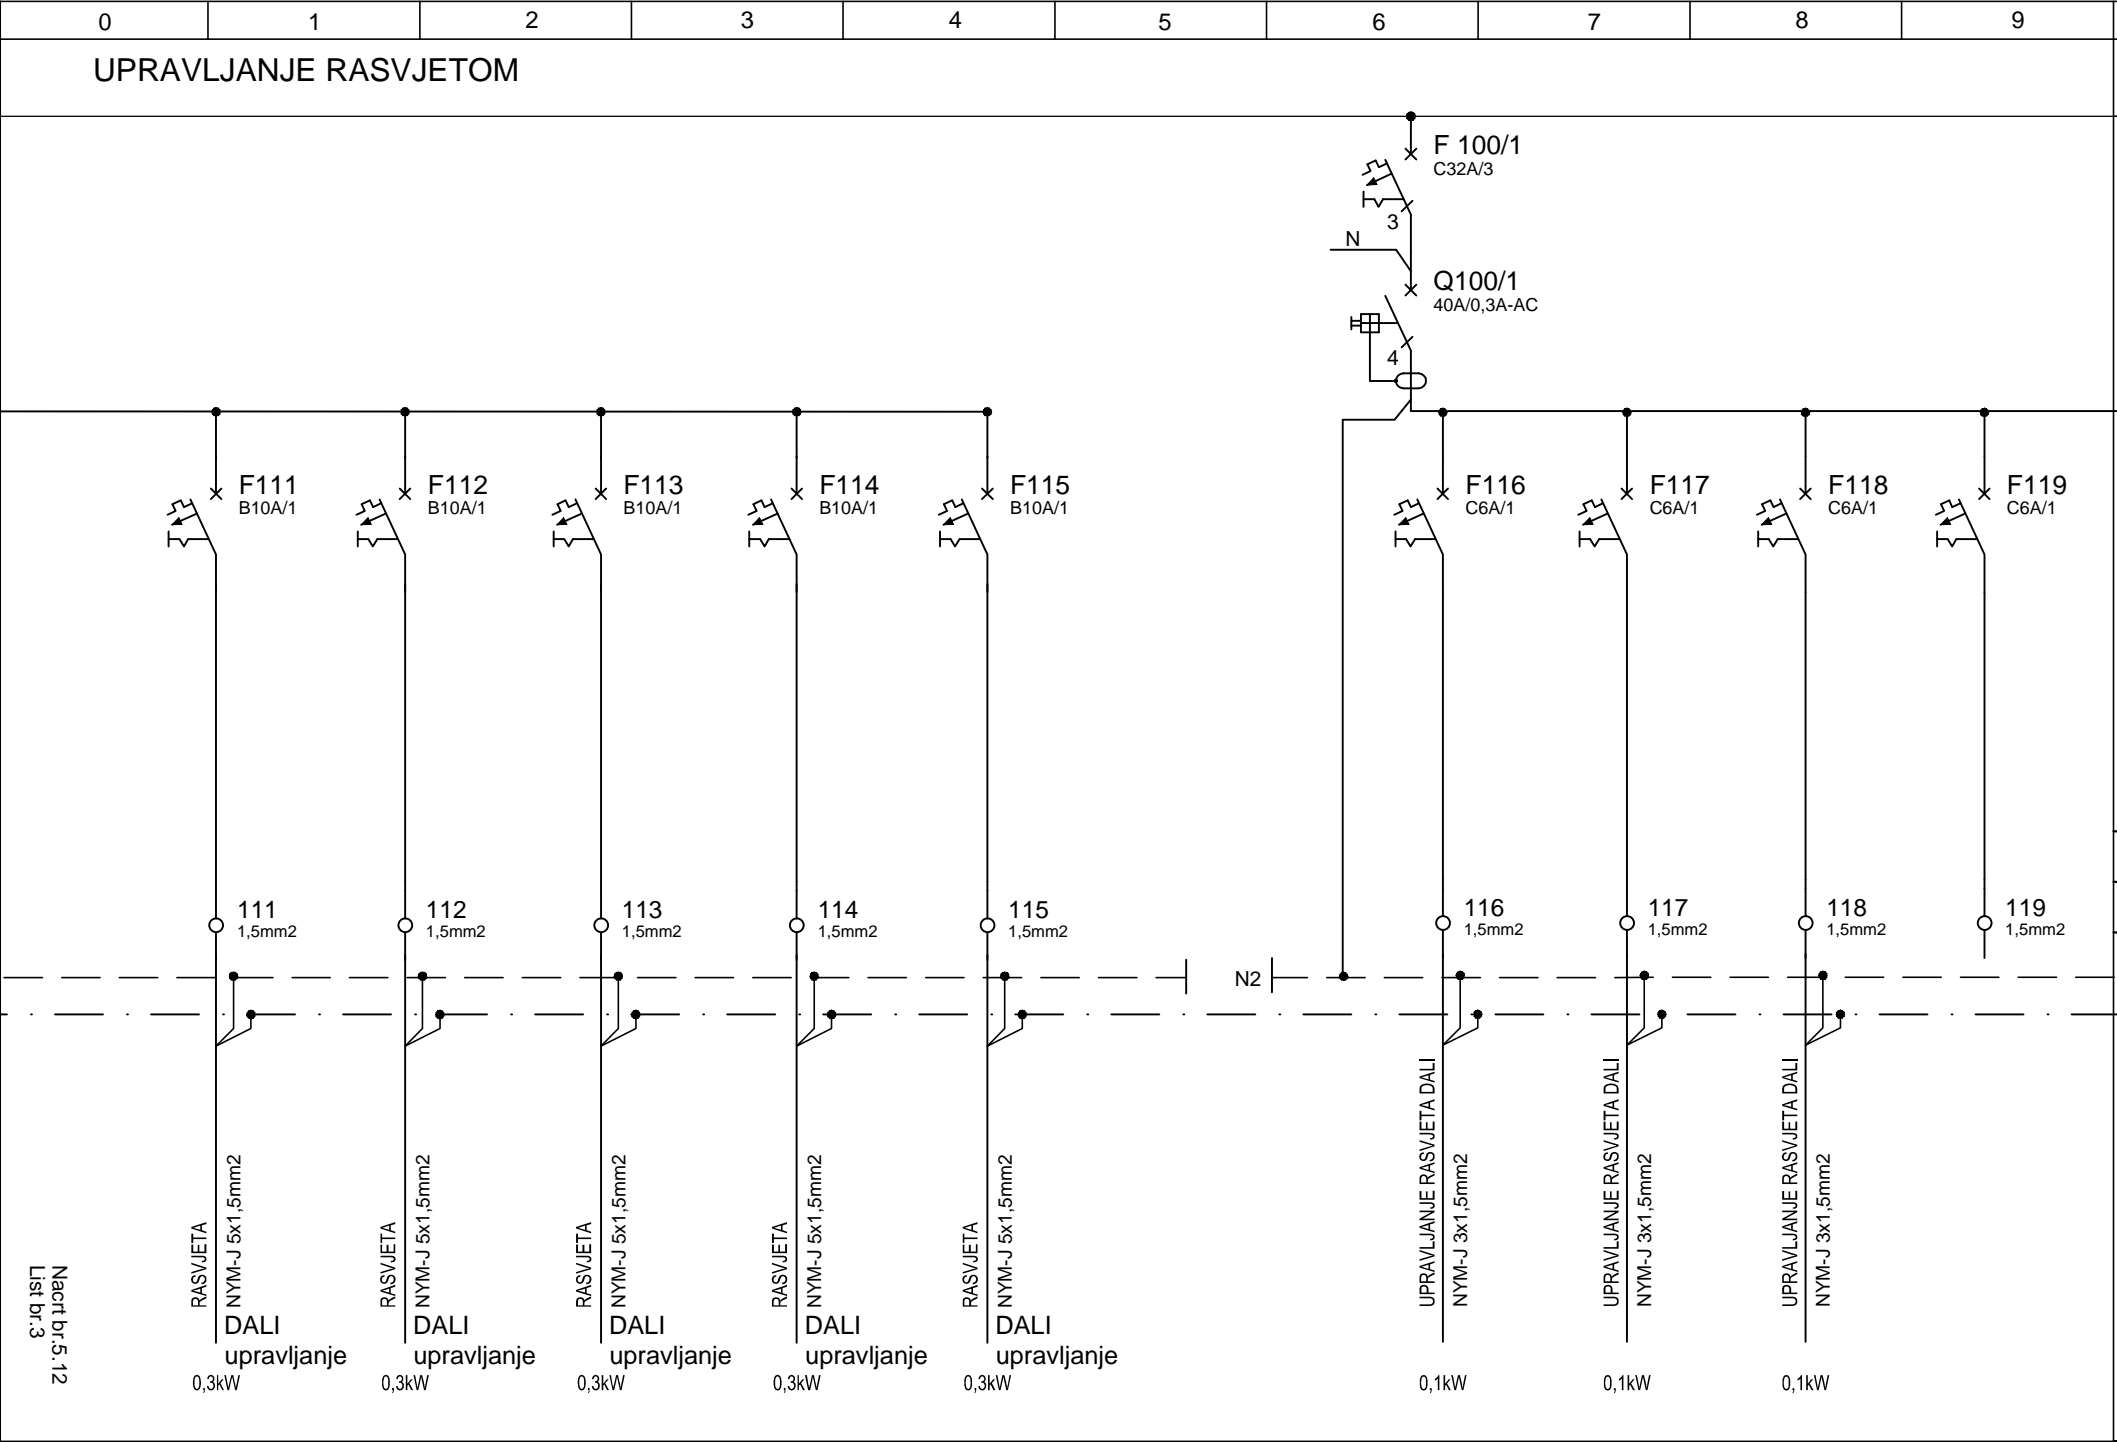 0 1 2 3 4 5 6 7 8 9
UPRAVLJANJE RASVJETOM
F 100/1
C32A/3
3
N
Q100/1
40A/0,3A-AC
4
F111
B10A/1
F112
B10A/1
F113
B10A/1
F114
B10A/1
F115
B10A/1
F116
C6A/1
F117
C6A/1
F118
C6A/1
F119
C6A/1
111
1,5mm2
112
1,5mm2
113
1,5mm2
114
1,5mm2
115
1,5mm2
116
1,5mm2
117
1,5mm2
118
1,5mm2
119
1,5mm2
N2
RASVJETA
NYM-J 5x1,5mm2
DALI
upravljanje
0,3kW
RASVJETA
NYM-J 5x1,5mm2
DALI
upravljanje
0,3kW
RASVJETA
NYM-J 5x1,5mm2
DALI
upravljanje
0,3kW
RASVJETA
NYM-J 5x1,5mm2
DALI
upravljanje
0,3kW
RASVJETA
NYM-J 5x1,5mm2
DALI
upravljanje
0,3kW
UPRAVLJANJE RASVJETA DALI
NYM-J 3x1,5mm2
0,1kW
UPRAVLJANJE RASVJETA DALI
NYM-J 3x1,5mm2
0,1kW
UPRAVLJANJE RASVJETA DALI
NYM-J 3x1,5mm2
0,1kW
Nacrt br.5.12
List br.3